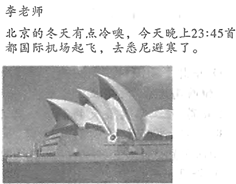 李老师
北京的冬天有点冷噢，今天晚上23:45首
都国际机场起飞，去悉尼避寒了。